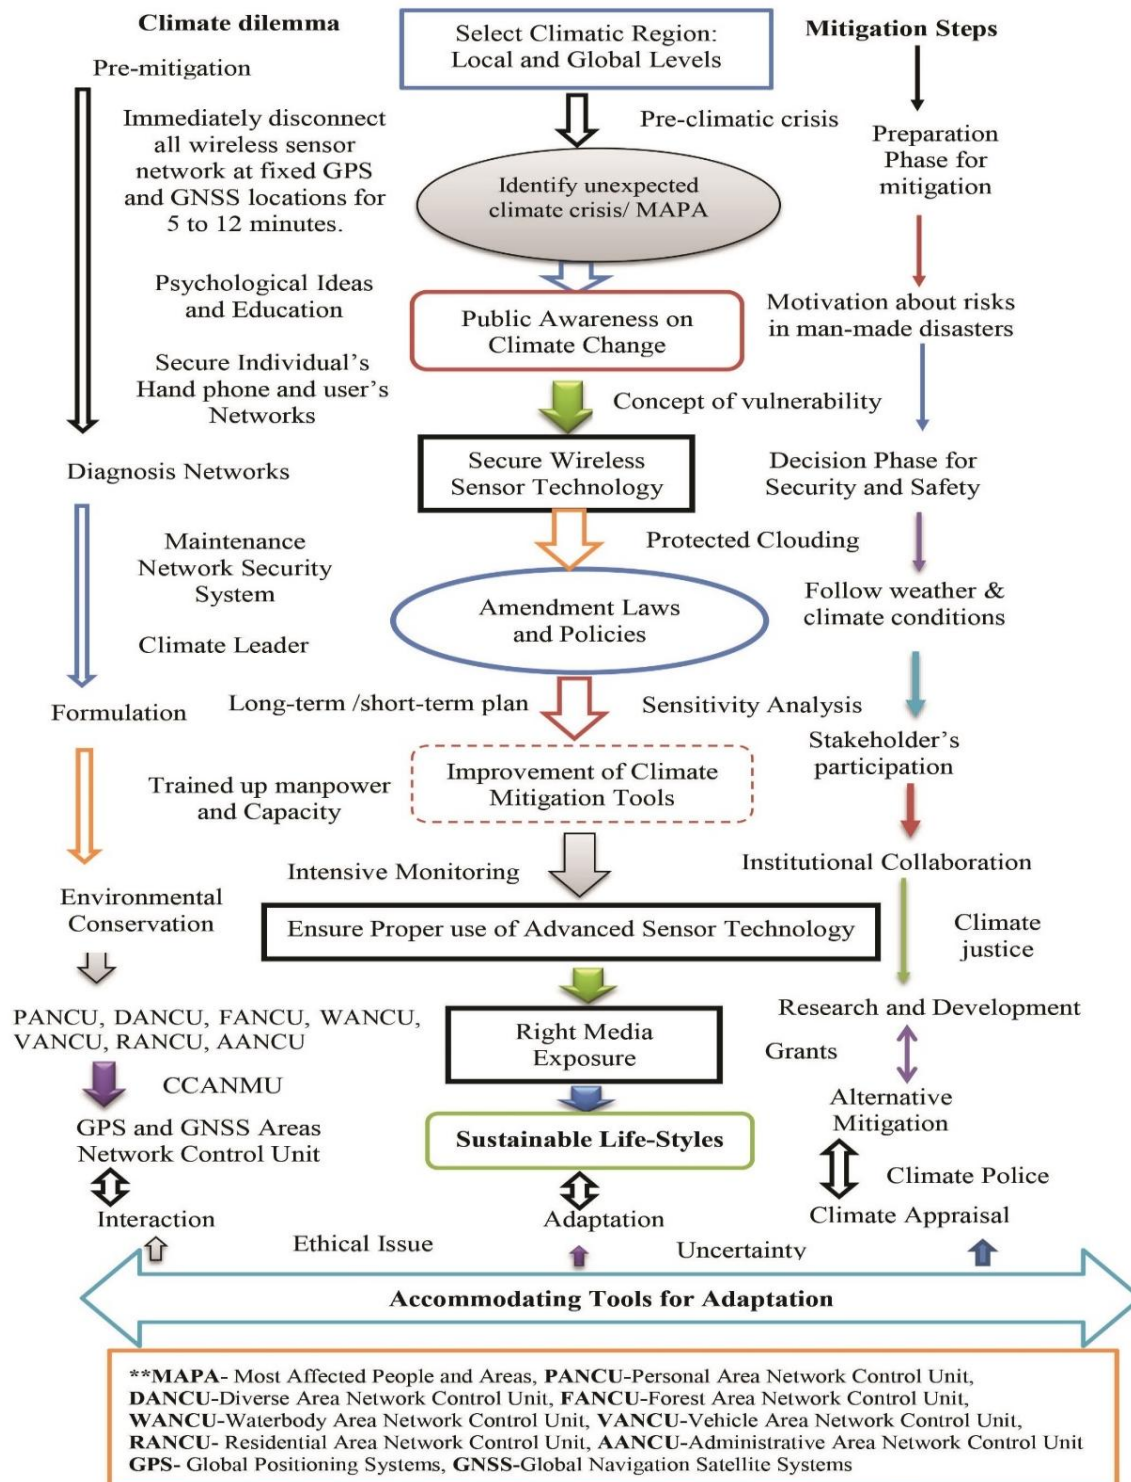 Climate dilemma
Select Climatic Region:
Local and Global Levels
Mitigation Steps
Pre-mitigation
Immediately disconnect
all wireless sensor
network at fixed GPS
and GNSS locations for
5 to 12 minutes.
Pre-climatic crisis
Preparation
Phase for
mitigation
Identify unexpected
climate crisis/ MAPA
Psychological Ideas
and Education
Public Awareness on
Climate Change
Motivation about risks
in man-made disasters
Secure Individual's
Hand phone and user's
Networks
Concept of vulnerability
Diagnosis Networks
Secure Wireless
Sensor Technology
Decision Phase for
Security and Safety
Maintenance
Network Security
System
Protected Clouding
Amendment Laws
and Policies
Follow weather &
climate conditions
Climate Leader
Formulation
Long-term /short-term plan
Sensitivity Analysis
Stakeholder's
participation
Trained up manpower
and Capacity
Improvement of Climate
Mitigation Tools
Intensive Monitoring
Institutional Collaboration
Environmental
Conservation
Ensure Proper use of Advanced Sensor Technology
Climate
justice
PANCU, DANCU, FANCU, WANCU,
VANCU, RANCU, AANCU
Right Media
Exposure
Research and Development
Grants
CCANMU
Alternative
Mitigation
GPS and GNSS Areas
Network Control Unit
Sustainable Life-Styles
Climate Police
Interaction
Adaptation
Climate Appraisal
Ethical Issue
Uncertainty
Accommodating Tools for Adaptation
**MAPA- Most Affected People and Areas, PANCU-Personal Area Network Control Unit,
DANCU-Diverse Area Network Control Unit, FANCU-Forest Area Network Control Unit,
WANCU-Waterbody Area Network Control Unit, VANCU-Vehicle Area Network Control Unit,
RANCU- Residential Area Network Control Unit, AANCU-Administrative Area Network Control Unit
GPS- Global Positioning Systems, GNSS-Global Navigation Satellite Systems